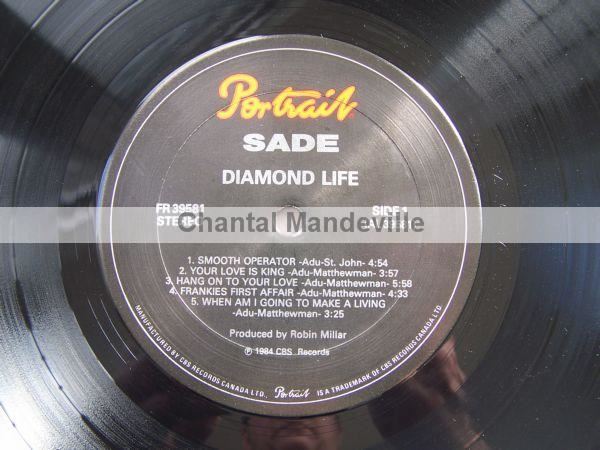 Portrait
SADE
DIAMOND LIFE
FR 39581
STEREO
SIDE 1
Chantal Mandeville
1. SMOOTH OPERATOR -Adu-St. John- 4:54
2. YOUR LOVE IS KING -Adu-Matthewman- 3:57
3. HANG ON TO YOUR LOVE -Adu-Matthewman- 5:58
4. FRANKIES FIRST AFFAIR -Adu-Matthewman- 4:33
5. WHEN AM I GOING TO MAKE A LIVING
-Adu-Matthewman- 3:25
Produced by Robin Millar
℗ 1984 CBS Records
MANUFACTURED BY CBS RECORDS CANADA LTD. Portrait IS A TRADEMARK OF CBS RECORDS CANADA LTD